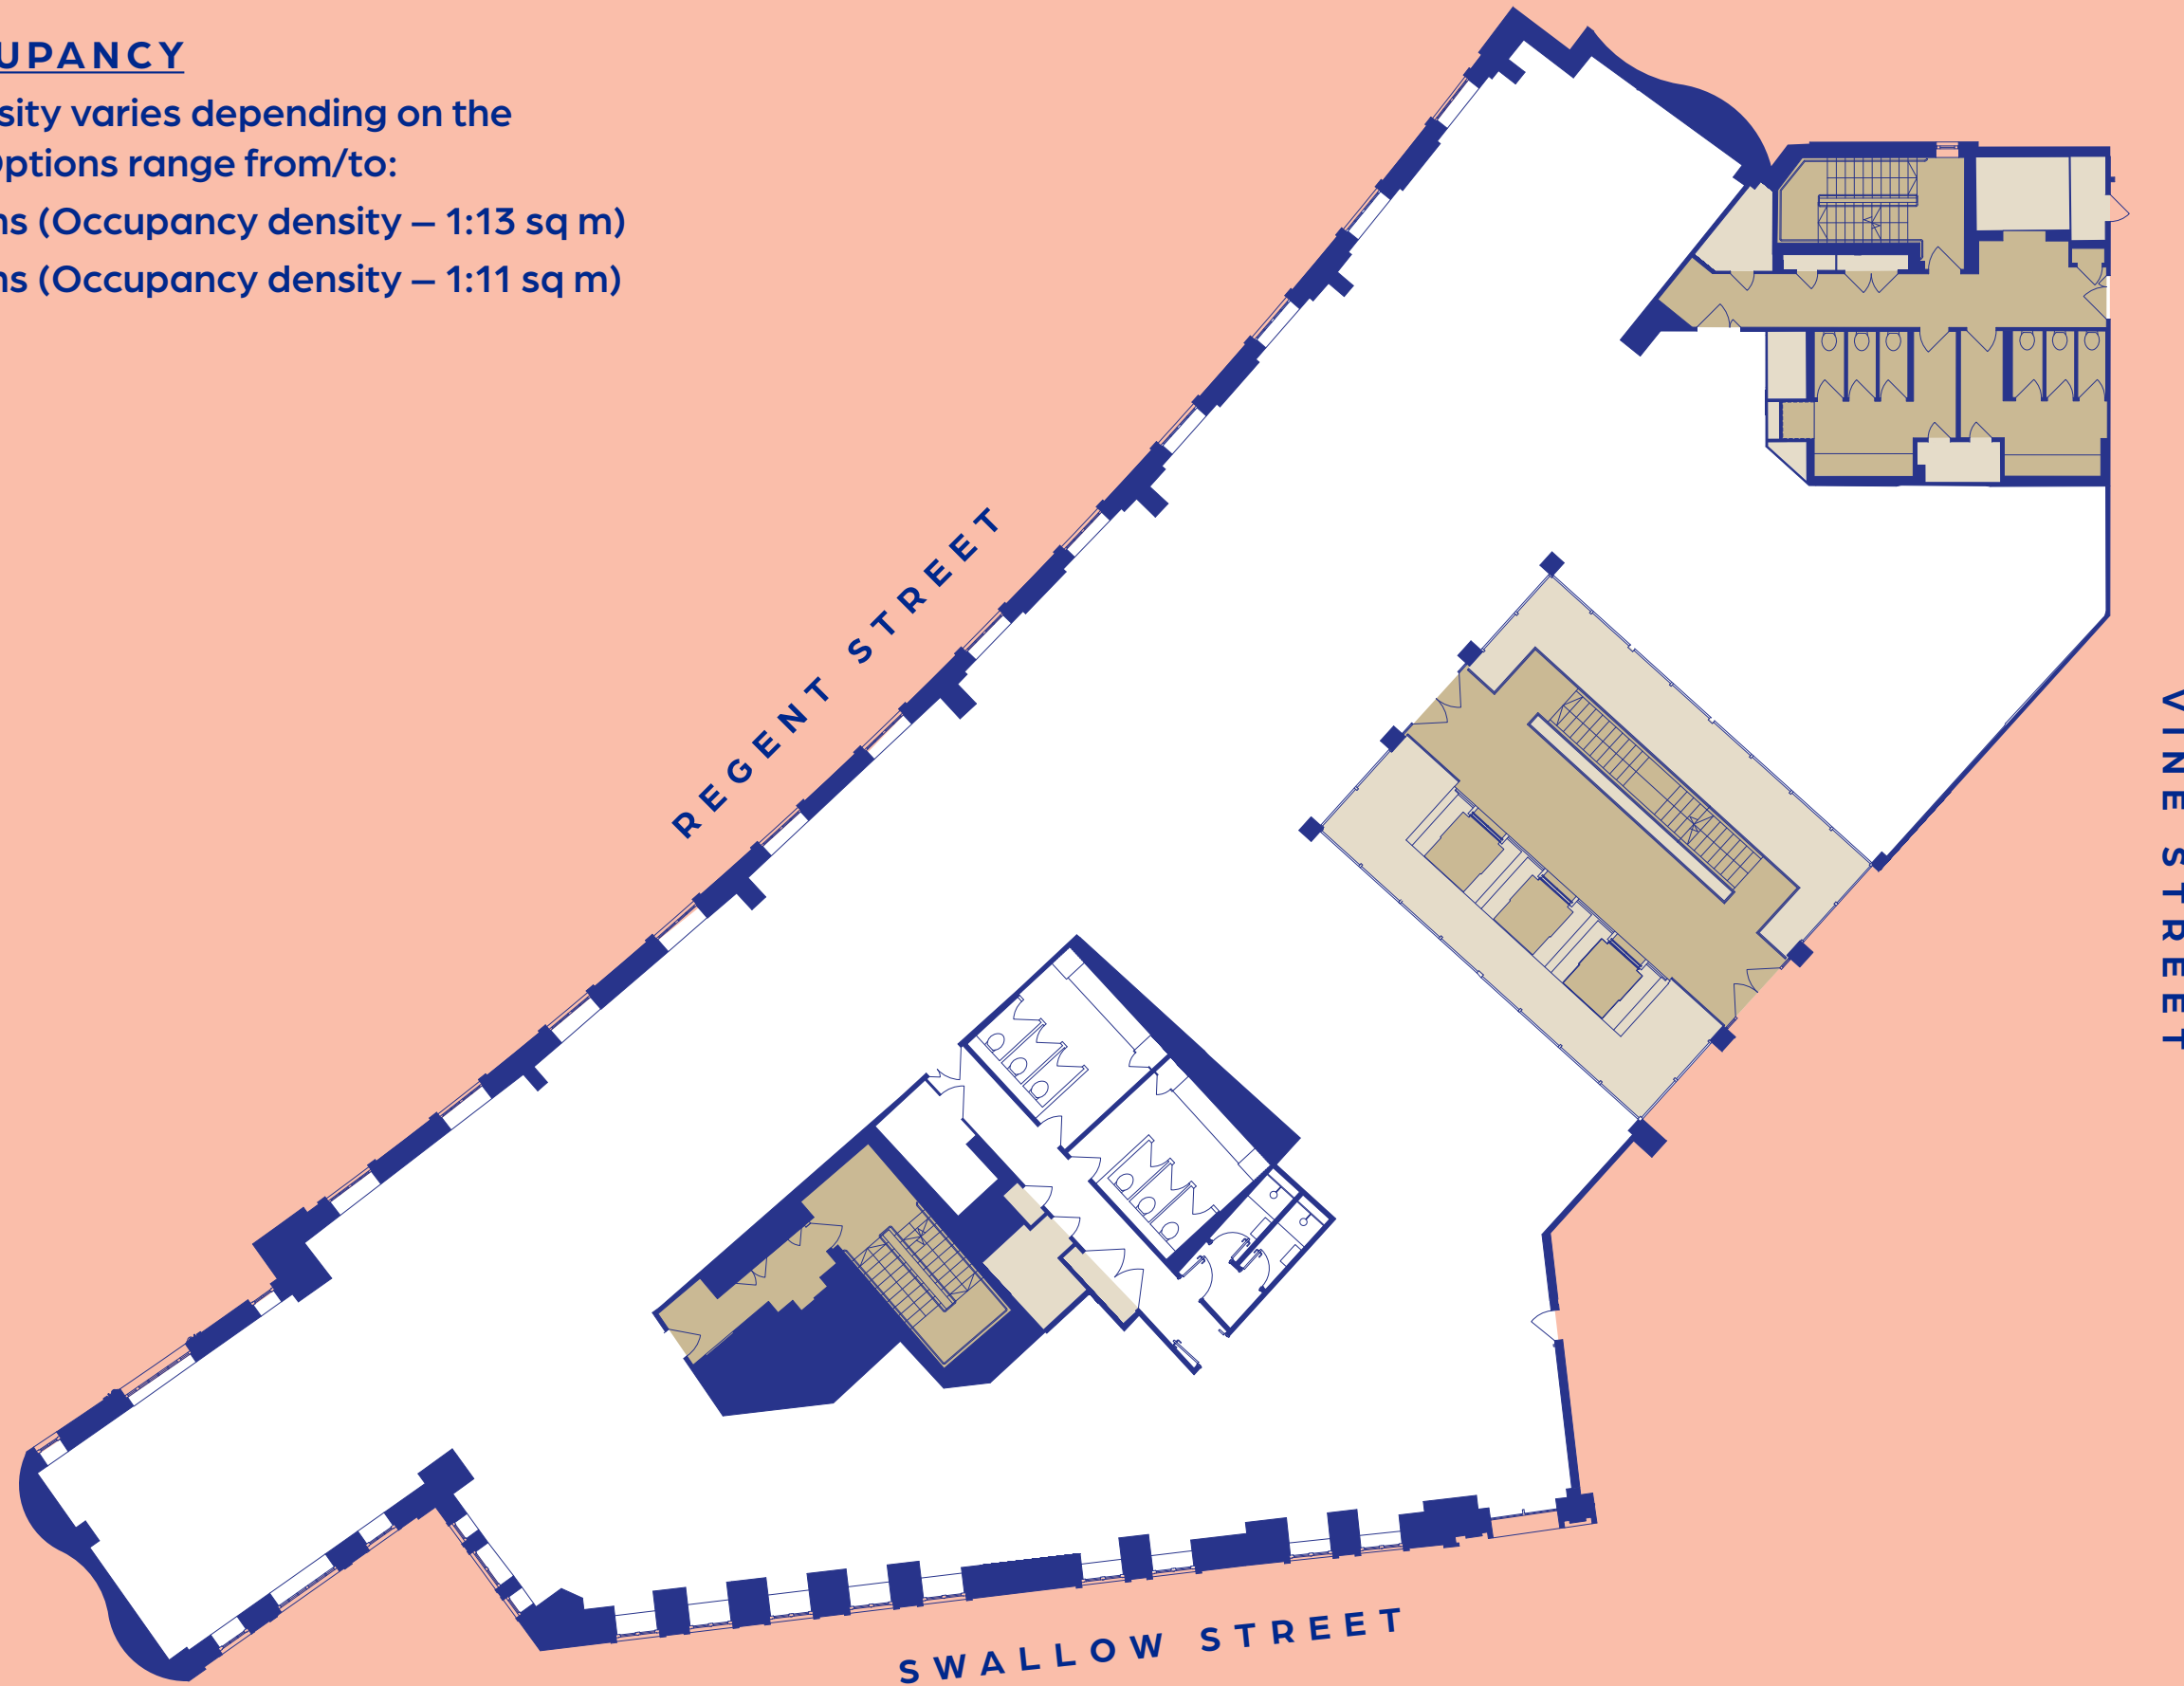 UPANCY
sity varies depending on the
ptions range from/to:
ns (Occupancy density – 1:13 sq m)
ns (Occupancy density – 1:11 sq m)
REGENT STREET
VINE STREET
SWALLOW STREET